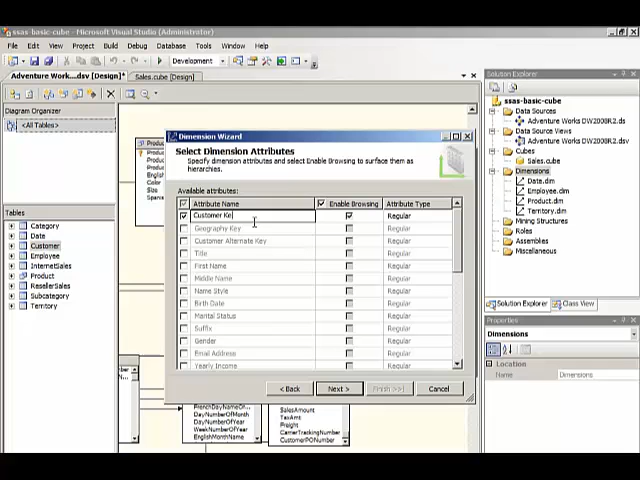 ssas-basic-cube - Microsoft Visual Studio (Administrator)
File Edit View Project Build Debug Database Tools Window Help
Development
Adventure Work....dsv [Design]* Sales.cube [Design]
Diagram Organizer
<All Tables>
Tables
Category
Date
Customer
Employee
InternetSales
Product
ResellerSales
Subcategory
Territory
Dimension Wizard
Select Dimension Attributes
Specify dimension attributes and select Enable Browsing to surface them as
hierarchies.
Available attributes:
Attribute Name Enable Browsing Attribute Type
Customer Ke Regular
Geography Key Regular
Customer Alternate Key Regular
Title Regular
First Name Regular
Middle Name Regular
Name Style Regular
Birth Date Regular
Marital Status Regular
Suffix Regular
Gender Regular
Email Address Regular
Yearly Income Regular
< Back Next > Finish >>| Cancel
FrenchDayNameO...
DayNumberOfMonth
DayNumberOfYear
WeekNumberOfYear
EnglishMonthName
SalesAmount
TaxAmt
Freight
CarrierTrackingNumber
CustomerPONumber
Solution Explorer
ssas-basic-cube
Data Sources
Adventure Works DW2008R2.ds
Data Source Views
Adventure Works DW2008R2.dsv
Cubes
Sales.cube
Dimensions
Date.dim
Employee.dim
Product.dim
Territory.dim
Mining Structures
Roles
Assemblies
Miscellaneous
Solution Explorer Class View
Properties
Dimensions
Location
Name Dimensions